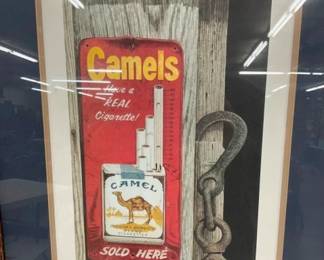 Camels
Have a
REAL
Cigarette!
CAMEL
SOLD HERE